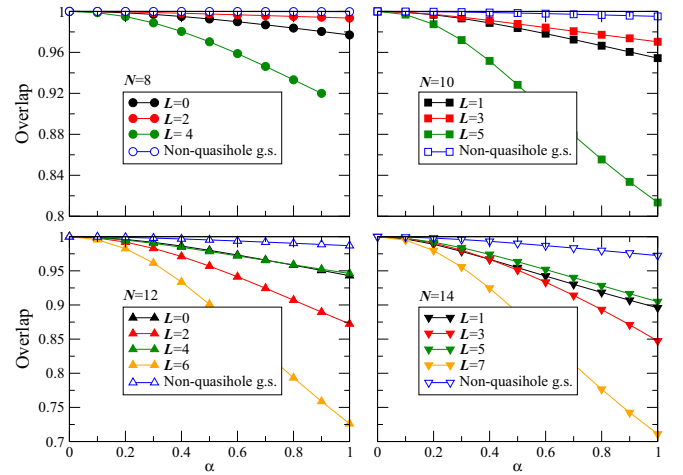 1
0.96
0.92
0.88
0.84
0.8
Overlap
N=8
L=0
L=2
L= 4
Non-quasihole g.s.
N=10
L=1
L=3
L=5
Non-quasihole g.s.
1
0.95
0.9
0.85
0.8
0.75
0.7
Overlap
N=12
L=0
L=2
L=4
L=6
Non-quasihole g.s.
0 0.2 0.4 0.6 0.8 1
α
N=14
L=1
L=3
L=5
L=7
Non-quasihole g.s.
0 0.2 0.4 0.6 0.8 1
α